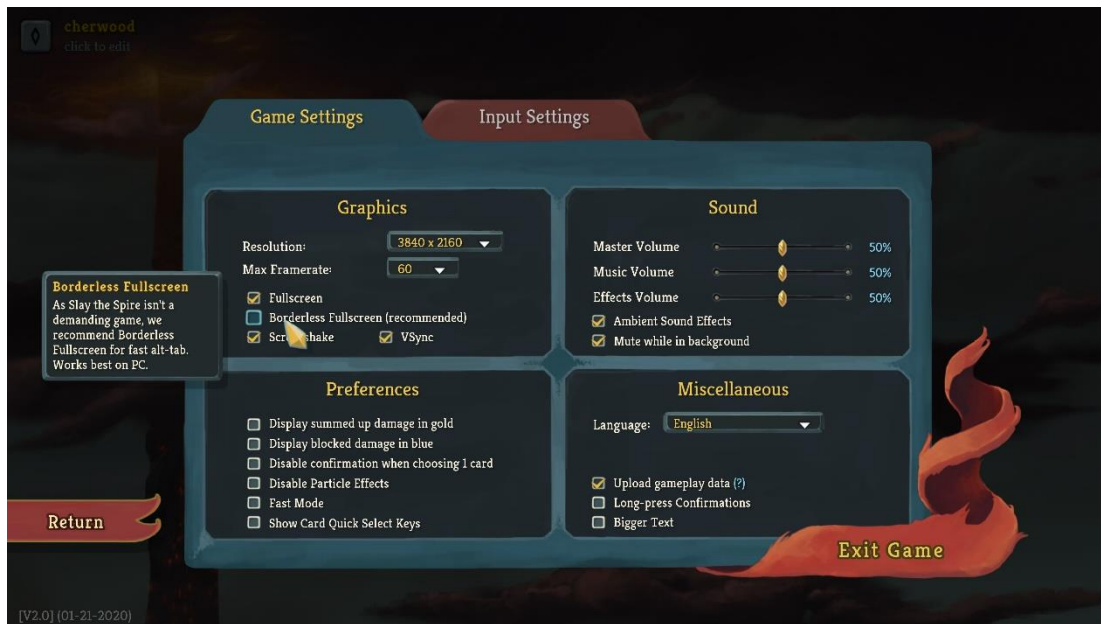 cherwood
click to edit
Game Settings
Input Settings
Graphics
Resolution:
3840 x 2160
Max Framerate:
60
Fullscreen
Borderless Fullscreen (recommended)
VSync
Borderless Fullscreen
As Slay the Spire isn't a
demanding game, we
recommend Borderless
Fullscreen for fast alt-tab.
Works best on PC.
Sound
Master Volume
50%
Music Volume
50%
Effects Volume
50%
Ambient Sound Effects
Mute while in background
Preferences
Display summed up damage in gold
Display blocked damage in blue
Disable confirmation when choosing 1 card
Disable Particle Effects
Fast Mode
Show Card Quick Select Keys
Miscellaneous
Language:
English
Upload gameplay data (?)
Long-press Confirmations
Bigger Text
Return
Exit Game
[V2.0] (01-21-2020)